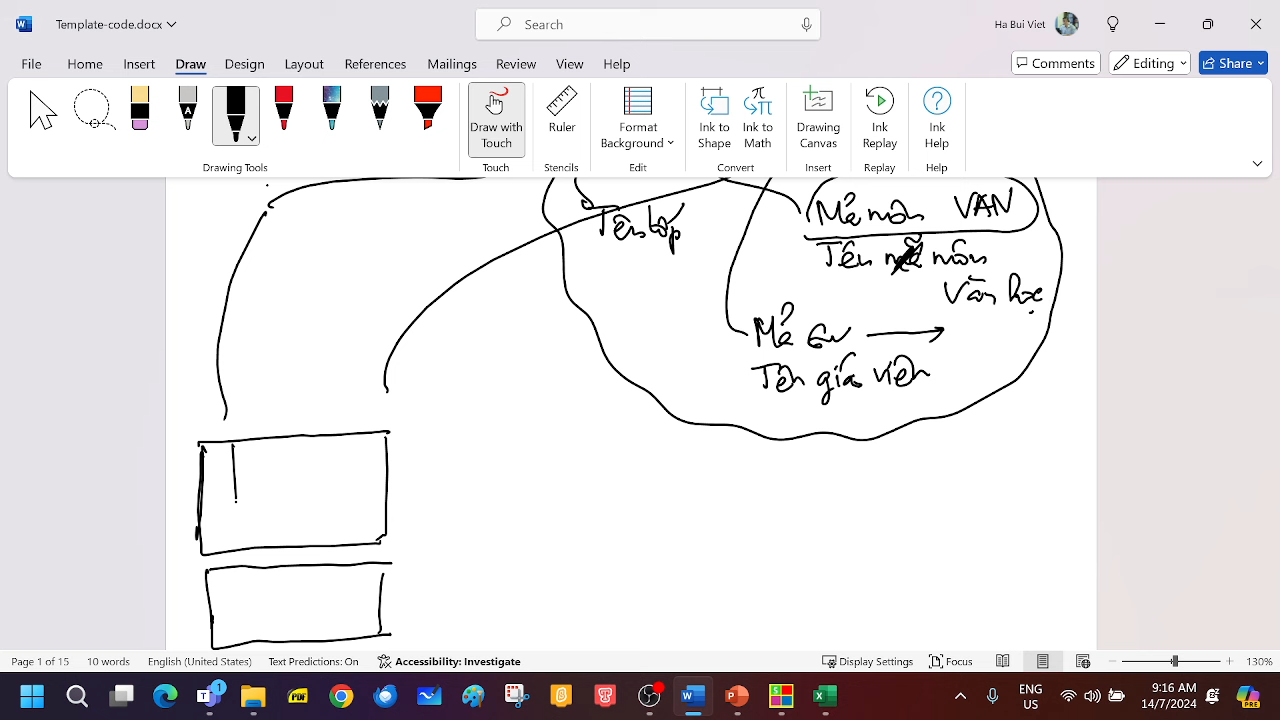 Template-code.docx
Search
Ha Bui Viet
File Home Insert Draw Design Layout References Mailings Review View Help
Comments Editing Share
Draw with Touch
Ruler
Format Background
Ink to Shape
Ink to Math
Drawing Canvas
Ink Replay
Ink Help
Drawing Tools Touch Stencils Edit Convert Insert Replay Help
A
Mã môn VAN
Tên lớp
Tên môn
Văn học
Mã GV
Tên giáo viên
Page 1 of 15 10 words English (United States) Text Predictions: On Accessibility: Investigate Display Settings Focus 130%
1 PDF ENG US 9:16 AM 14/7/2024 PRE